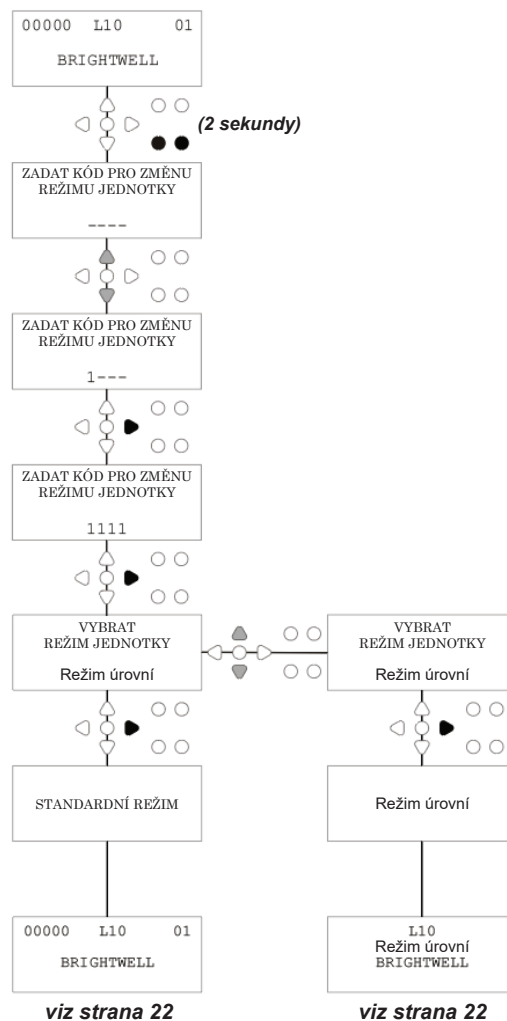 00000 L10 01
BRIGHTWELL
(2 sekundy)
ZADAT KÓD PRO ZMĚNU
REŽIMU JEDNOTKY
----
ZADAT KÓD PRO ZMĚNU
REŽIMU JEDNOTKY
1---
ZADAT KÓD PRO ZMĚNU
REŽIMU JEDNOTKY
1111
VYBRAT
REŽIM JEDNOTKY
Režim úrovní
VYBRAT
REŽIM JEDNOTKY
Režim úrovní
STANDARDNÍ REŽIM
Režim úrovní
00000 L10 01
BRIGHTWELL
L10
Režim úrovní
BRIGHTWELL
viz strana 22
viz strana 22